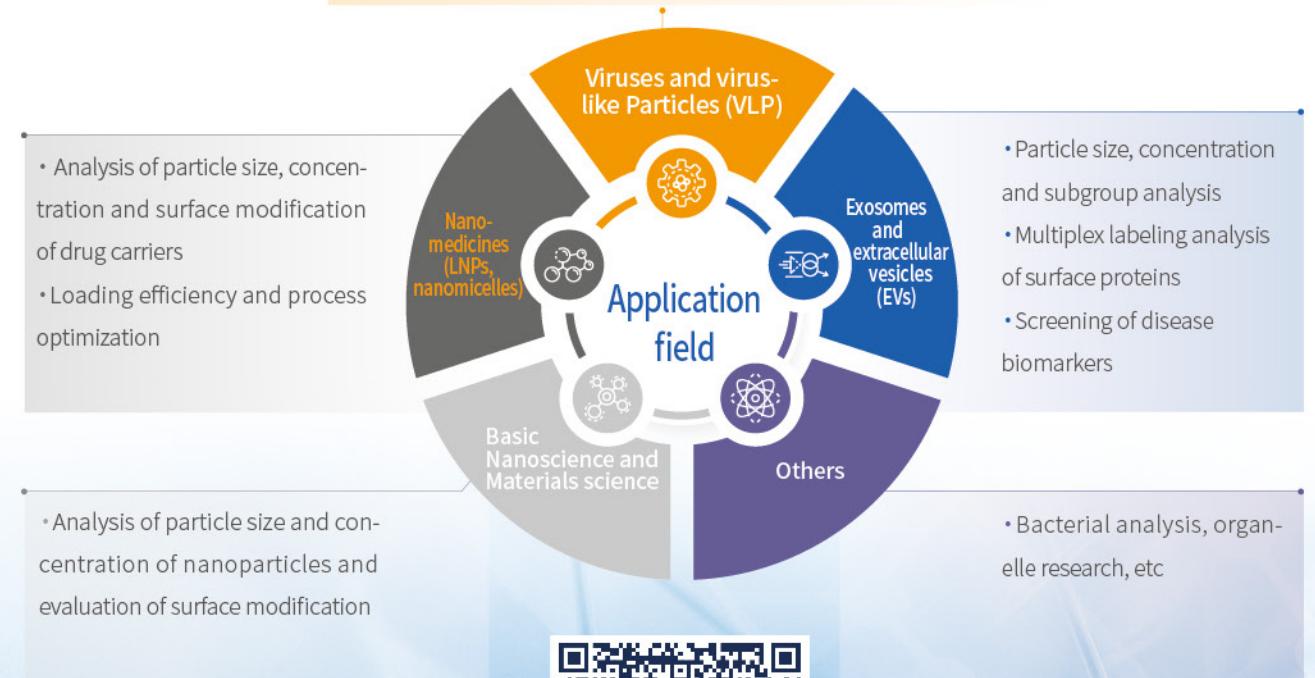 Viruses and virus-
like Particles (VLP)
• Analysis of particle size, concen-
tration and surface modification
of drug carriers
• Loading efficiency and process
optimization
Nano-
medicines
(LNPs,
nanomicelles)
Exosomes
and
extracellular
vesicles
(EVs)
• Particle size, concentration
and subgroup analysis
• Multiplex labeling analysis
of surface proteins
• Screening of disease
biomarkers
Application
field
Basic
Nanoscience and
Materials science
Others
• Analysis of particle size and con-
centration of nanoparticles and
evaluation of surface modification
• Bacterial analysis, organ-
elle research, etc